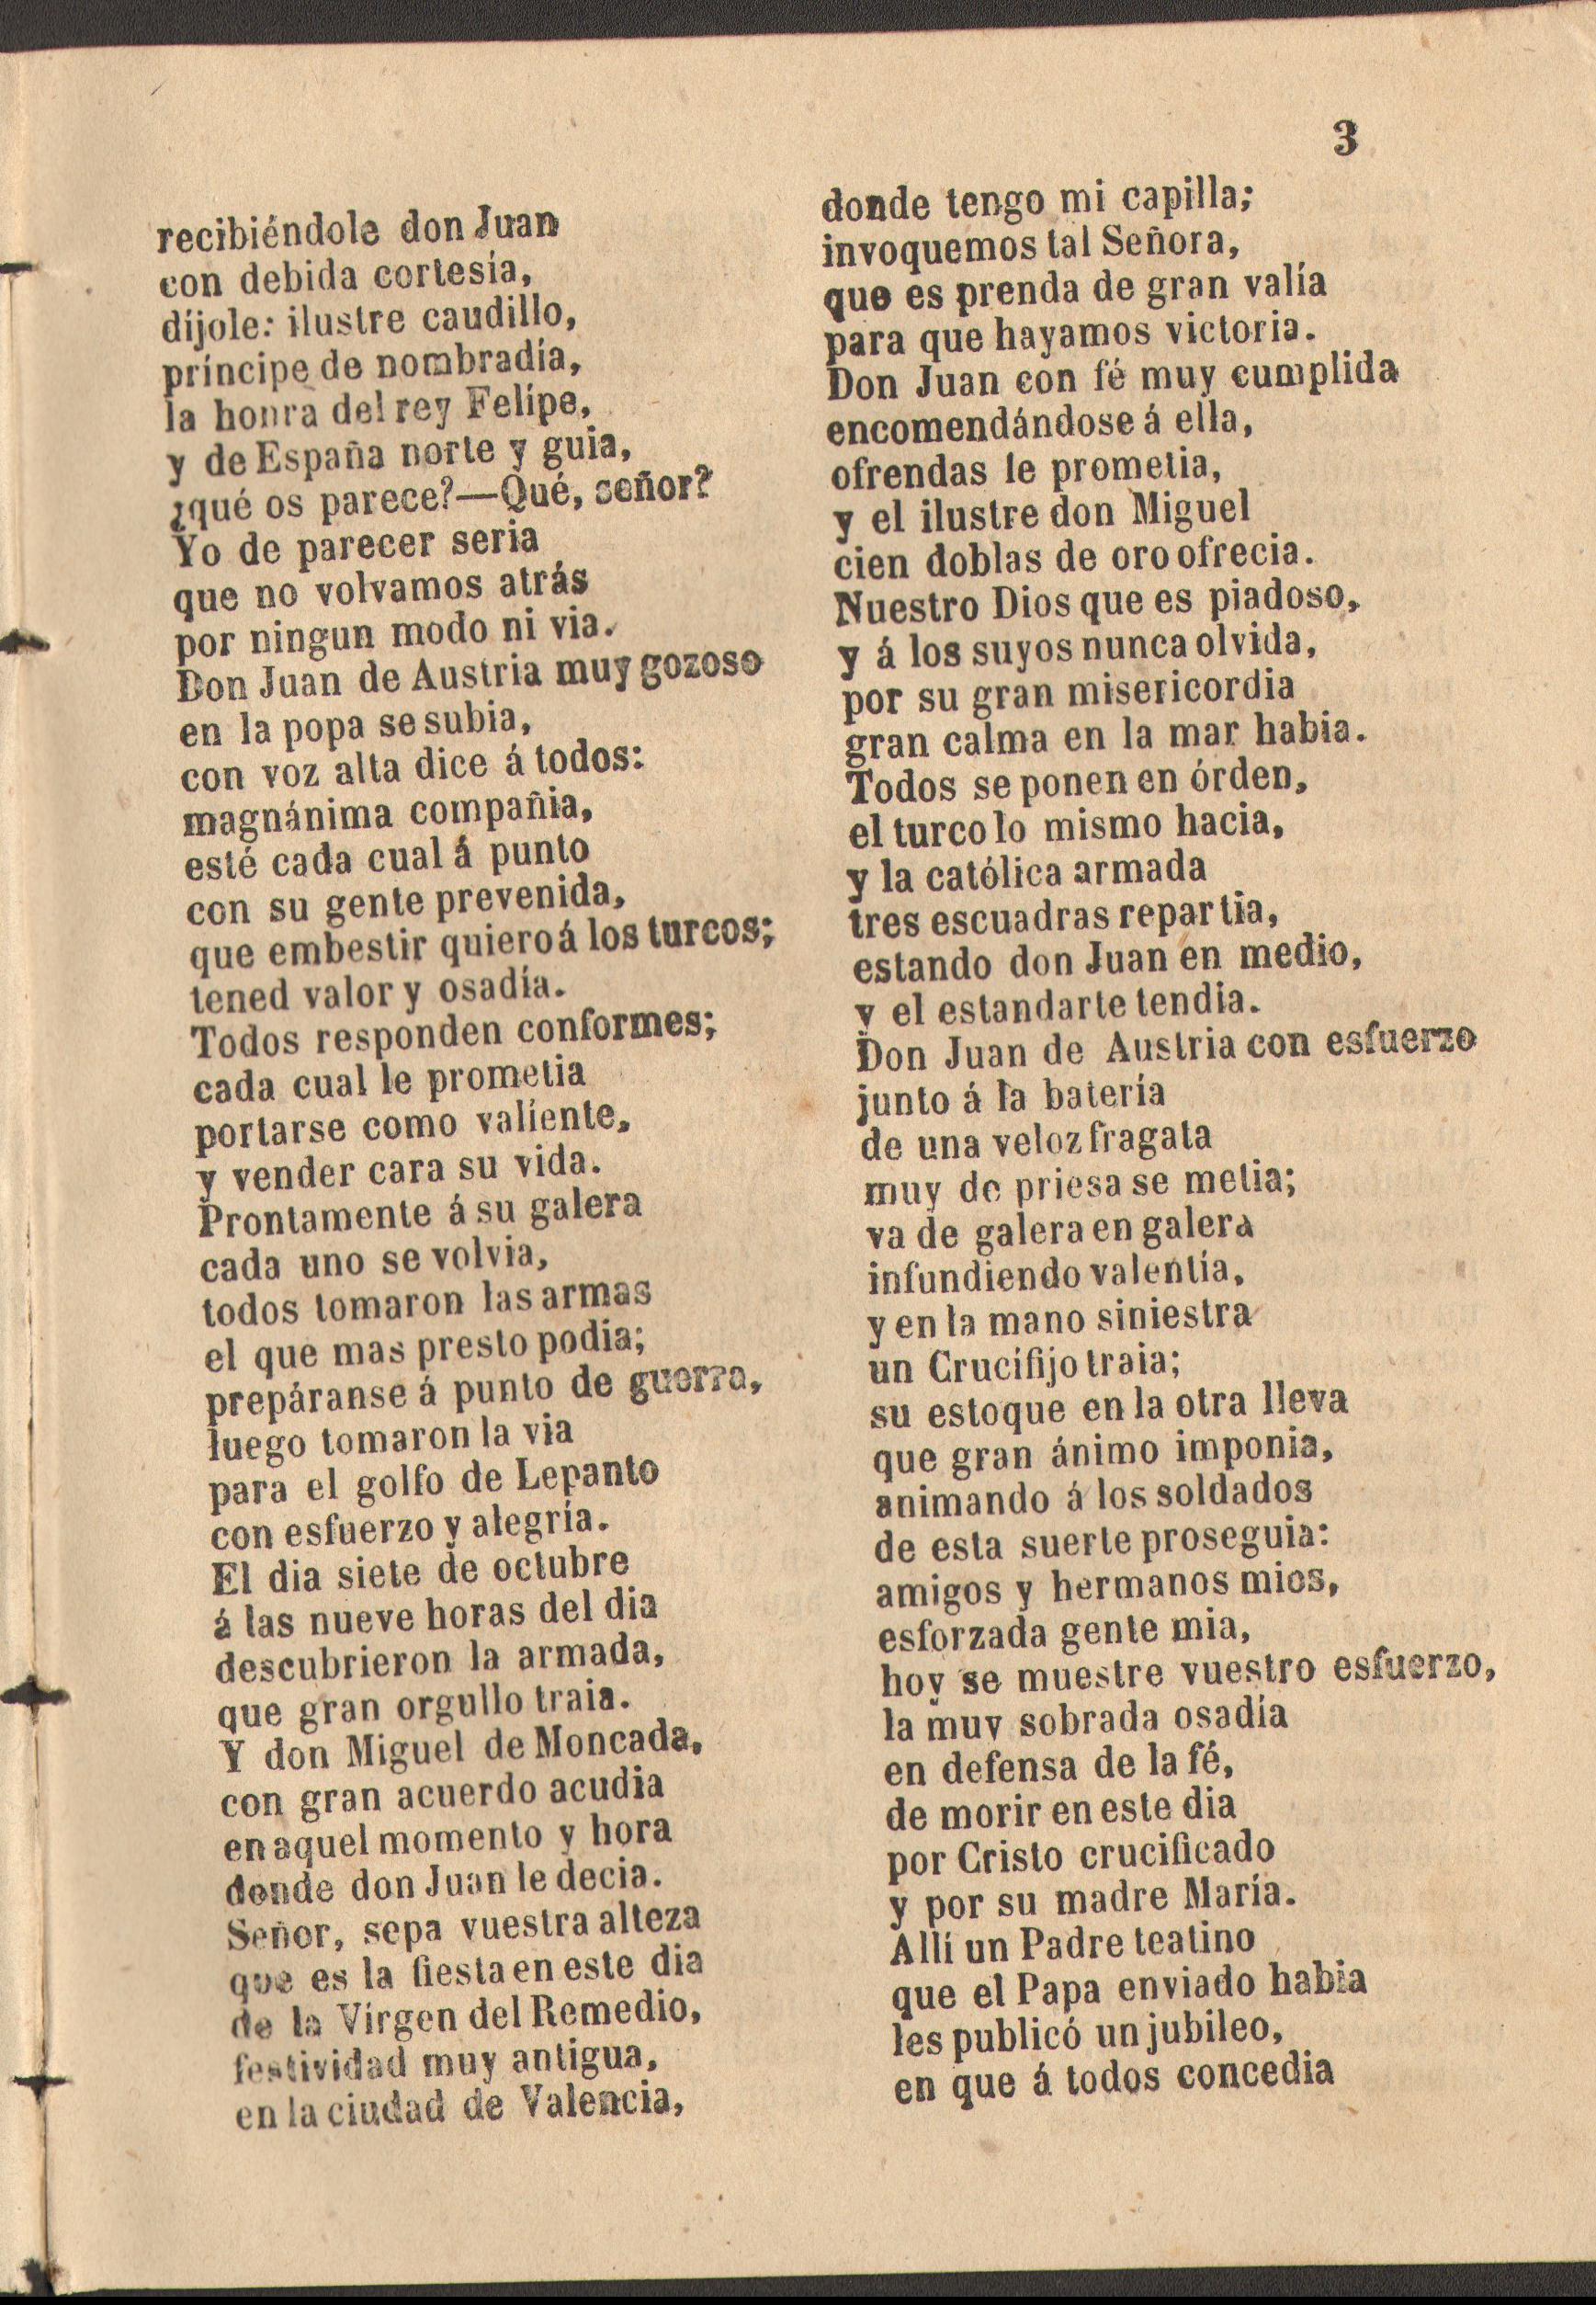 3
recibiéndole don Juan
con debida cortesía,
díjole: ilustre caudillo,
príncipe de nombradía,
la honra del rey Felipe,
y de España norte y guia,
¿qué os parece?—Qué, señor?
Yo de parecer seria
que no volvamos atrás
por ningun modo ni via.
Don Juan de Austria muy gozoso
en la popa se subia,
con voz alta dice á todos:
magnánima compañia,
esté cada cual á punto
con su gente prevenida,
que embestir quiero á los turcos;
tened valor y osadía.
Todos responden conformes;
cada cual le prometia
portarse como valiente,
y vender cara su vida.
Prontamente á su galera
cada uno se volvia,
todos tomaron las armas
el que mas presto podia;
prepáranse á punto de guerra,
luego tomaron la via
para el golfo de Lepanto
con esfuerzo y alegría.
El dia siete de octubre
á las nueve horas del dia
descubrieron la armada,
que gran orgullo traia.
Y don Miguel de Moncada,
con gran acuerdo acudia
en aquel momento y hora
donde don Juan le decia.
Señor, sepa vuestra alteza
que es la fiesta en este dia
de la Vírgen del Remedio,
festividad muy antigua,
en la ciudad de Valencia,
donde tengo mi capilla;
invoquemos tal Señora,
que es prenda de gran valía
para que hayamos victoria.
Don Juan con fé muy cumplida
encomendándose á ella,
ofrendas le prometia,
y el ilustre don Miguel
cien doblas de oro ofrecia.
Nuestro Dios que es piadoso,
y á los suyos nunca olvida,
por su gran misericordia
gran calma en la mar habia.
Todos se ponen en órden,
el turco lo mismo hacia,
y la católica armada
tres escuadras repartia,
estando don Juan en medio,
y el estandarte tendia.
Don Juan de Austria con esfuerzo
junto á la batería
de una veloz fragata
muy de priesa se metia;
va de galera en galera
infundiendo valentía,
y en la mano siniestra
un Crucifijo traia;
su estoque en la otra lleva
que gran ánimo imponia,
animando á los soldados
de esta suerte proseguia:
amigos y hermanos mios,
esforzada gente mia,
hoy se muestre vuestro esfuerzo,
la muy sobrada osadía
en defensa de la fé,
de morir en este dia
por Cristo crucificado
y por su madre María.
Allí un Padre teatino
que el Papa enviado habia
les publicó un jubileo,
en que á todos concedia